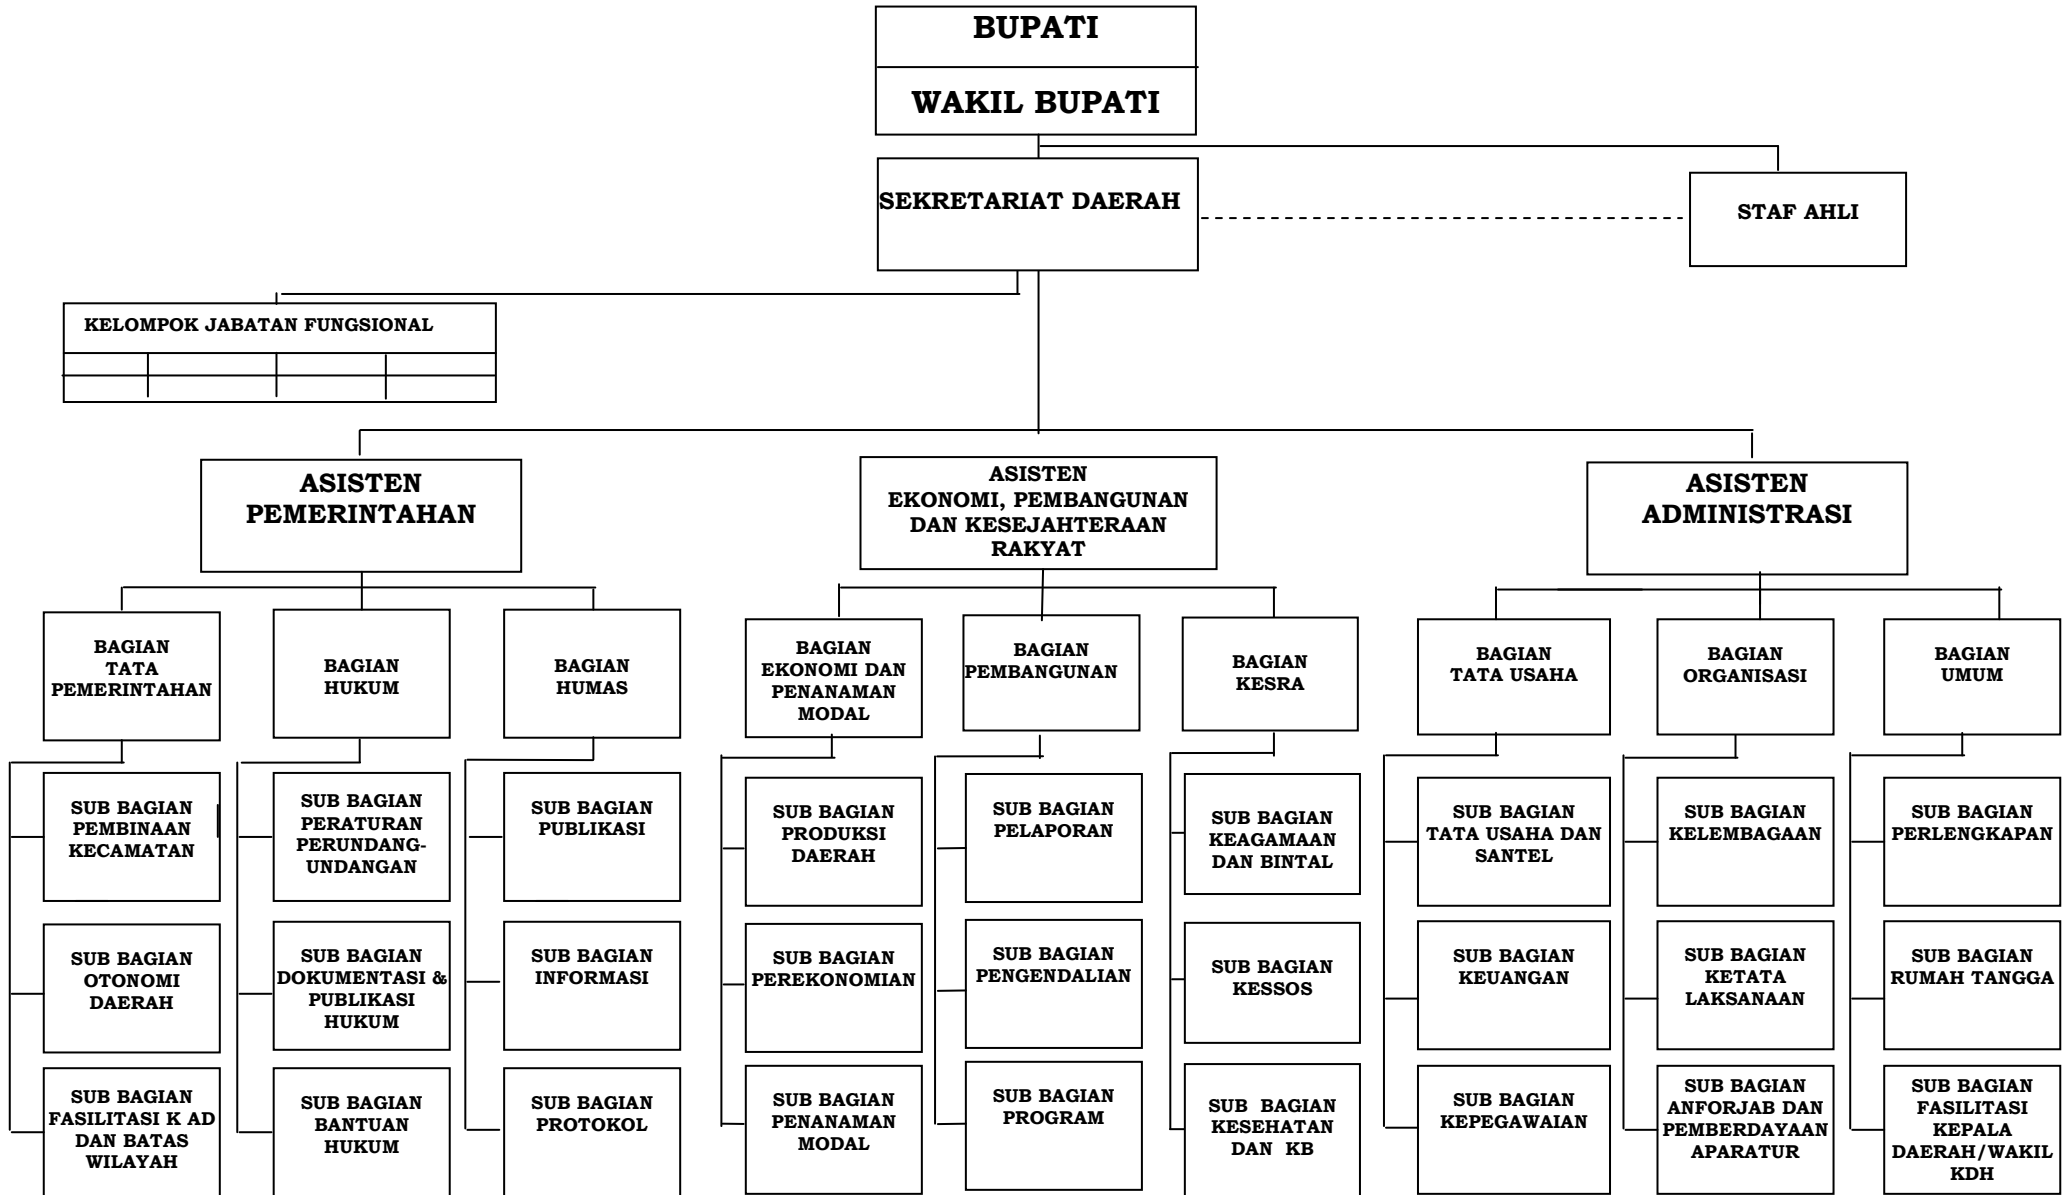 BUPATI
WAKIL BUPATI
SEKRETARIAT DAERAH
STAF AHLI
KELOMPOK JABATAN FUNGSIONAL
ASISTEN
PEMERINTAHAN
ASISTEN
EKONOMI, PEMBANGUNAN
DAN KESEJAHTERAAN
RAKYAT
ASISTEN
ADMINISTRASI
BAGIAN
TATA
PEMERINTAHAN
BAGIAN
HUKUM
BAGIAN
HUMAS
BAGIAN
EKONOMI DAN
PENANAMAN
MODAL
BAGIAN
PEMBANGUNAN
BAGIAN
KESRA
BAGIAN
TATA USAHA
BAGIAN
ORGANISASI
BAGIAN
UMUM
SUB BAGIAN
PEMBINAAN
KECAMATAN
SUB BAGIAN
PERATURAN
PERUNDANG-
UNDANGAN
SUB BAGIAN
PUBLIKASI
SUB BAGIAN
PRODUKSI
DAERAH
SUB BAGIAN
PELAPORAN
SUB BAGIAN
KEAGAMAAN
DAN BINTAL
SUB BAGIAN
TATA USAHA DAN
SANTEL
SUB BAGIAN
KELEMBAGAAN
SUB BAGIAN
PERLENGKAPAN
SUB BAGIAN
OTONOMI
DAERAH
SUB BAGIAN
DOKUMENTASI &
PUBLIKASI
HUKUM
SUB BAGIAN
INFORMASI
SUB BAGIAN
PEREKONOMIAN
SUB BAGIAN
PENGENDALIAN
SUB BAGIAN
KESSOS
SUB BAGIAN
KEUANGAN
SUB BAGIAN
KETATA
LAKSANAAN
SUB BAGIAN
RUMAH TANGGA
SUB BAGIAN
FASILITASI K AD
DAN BATAS
WILAYAH
SUB BAGIAN
BANTUAN
HUKUM
SUB BAGIAN
PROTOKOL
SUB BAGIAN
PENANAMAN
MODAL
SUB BAGIAN
PROGRAM
SUB BAGIAN
KESEHATAN
DAN KB
SUB BAGIAN
KEPEGAWAIAN
SUB BAGIAN
ANFORJAB DAN
PEMBERDAYAAN
APARATUR
SUB BAGIAN
FASILITASI
KEPALA
DAERAH/WAKIL
KDH